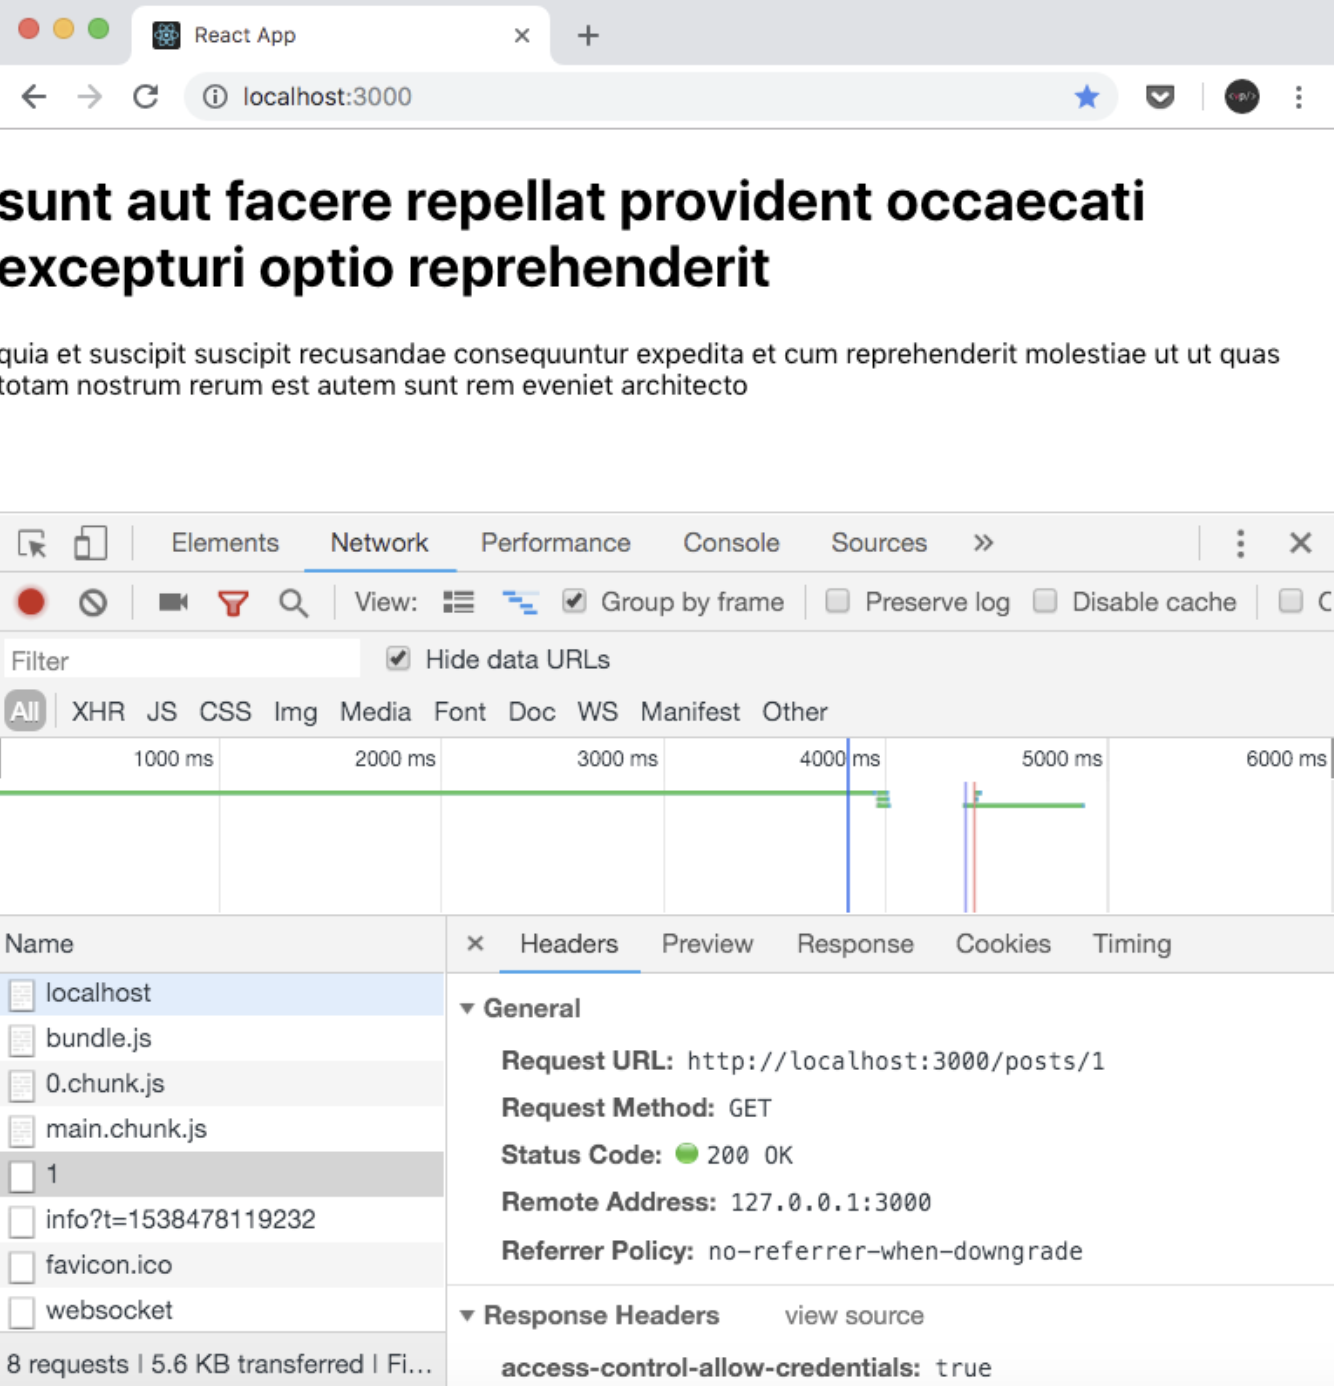 React App
localhost:3000
sunt aut facere repellat provident occaecati
excepturi optio reprehenderit
quia et suscipit suscipit recusandae consequuntur expedita et cum reprehenderit molestiae ut ut quas
totam nostrum rerum est autem sunt rem eveniet architecto
Elements Network Performance Console Sources »
View: Group by frame Preserve log Disable cache
Filter Hide data URLs
All XHR JS CSS Img Media Font Doc WS Manifest Other
1000 ms 2000 ms 3000 ms 4000 ms 5000 ms 6000 ms
Name
localhost
bundle.js
0.chunk.js
main.chunk.js
1
info?t=1538478119232
favicon.ico
websocket
8 requests | 5.6 KB transferred | Fi...
Headers Preview Response Cookies Timing
General
Request URL: http://localhost:3000/posts/1
Request Method: GET
Status Code: 200 OK
Remote Address: 127.0.0.1:3000
Referrer Policy: no-referrer-when-downgrade
Response Headers view source
access-control-allow-credentials: true